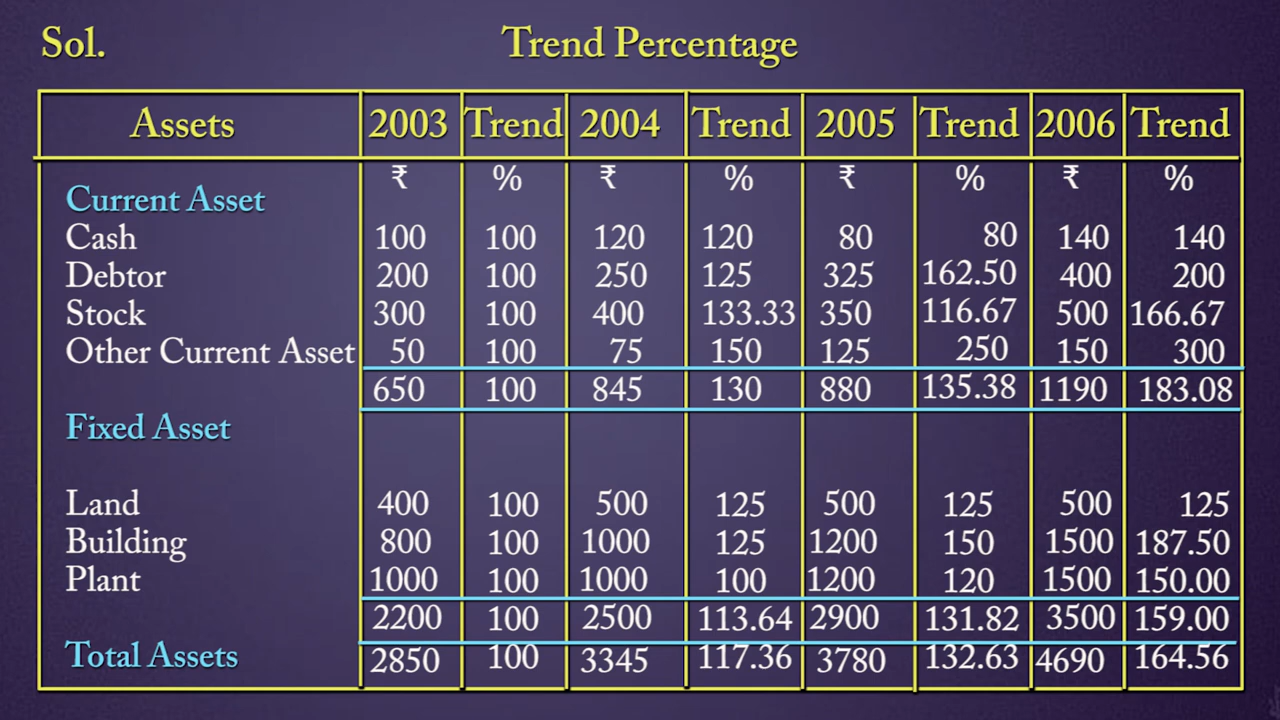 Sol. Trend Percentage
Assets 2003 Trend 2004 Trend 2005 Trend 2006 Trend
₹ % ₹ % ₹ % ₹ %
Current Asset
Cash 100 100 120 120 80 80 140 140
Debtor 200 100 250 125 325 162.50 400 200
Stock 300 100 400 133.33 350 116.67 500 166.67
Other Current Asset 50 100 75 150 125 250 150 300
650 100 845 130 880 135.38 1190 183.08
Fixed Asset
Land 400 100 500 125 500 125 500 125
Building 800 100 1000 125 1200 150 1500 187.50
Plant 1000 100 1000 100 1200 120 1500 150.00
2200 100 2500 113.64 2900 131.82 3500 159.00
Total Assets 2850 100 3345 117.36 3780 132.63 4690 164.56